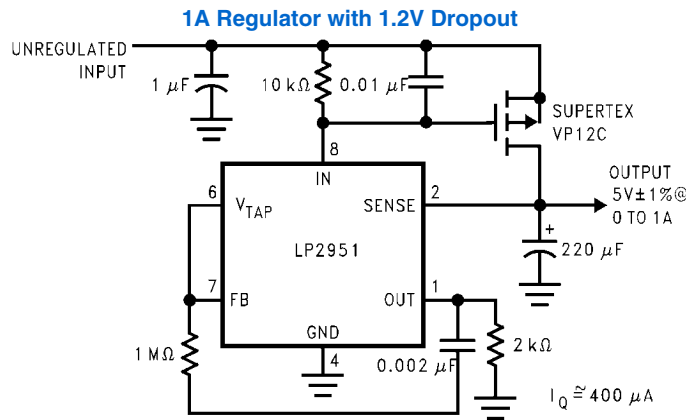 1A Regulator with 1.2V Dropout
UNREGULATED
INPUT
1 μF
10 kΩ
0.01 μF
SUPERTEX
VP12C
8
IN
6
VTAP
SENSE
2
OUTPUT
5V±1%@
0 TO 1A
LP2951
+
220 μF
7
FB
OUT
1
GND
4
1 MΩ
0.002 μF
2 kΩ
IQ ≅ 400 μA